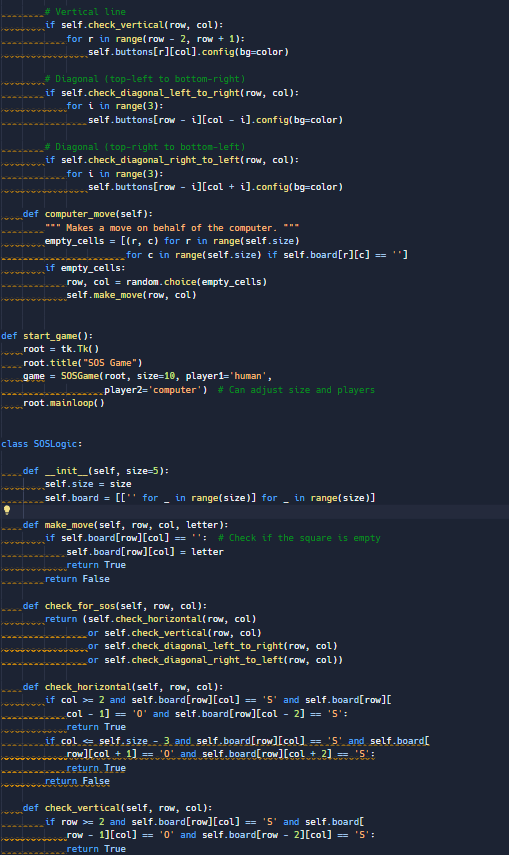 # Vertical line
        if self.check_vertical(row, col):
            for r in range(row - 2, row + 1):
                self.buttons[r][col].config(bg=color)

        # Diagonal (top-left to bottom-right)
        if self.check_diagonal_left_to_right(row, col):
            for i in range(3):
                self.buttons[row - i][col - i].config(bg=color)

        # Diagonal (top-right to bottom-left)
        if self.check_diagonal_right_to_left(row, col):
            for i in range(3):
                self.buttons[row - i][col + i].config(bg=color)

    def computer_move(self):
        """ Makes a move on behalf of the computer. """
        empty_cells = [(r, c) for r in range(self.size)
                       for c in range(self.size) if self.board[r][c] == '']
        if empty_cells:
            row, col = random.choice(empty_cells)
            self.make_move(row, col)


def start_game():
    root = tk.Tk()
    root.title("SOS Game")
    game = SOSGame(root, size=10, player1='human',
                   player2='computer')  # Can adjust size and players
    root.mainloop()


class SOSLogic:

    def __init__(self, size=5):
        self.size = size
        self.board = [['' for _ in range(size)] for _ in range(size)]

    def make_move(self, row, col, letter):
        if self.board[row][col] == '':  # Check if the square is empty
            self.board[row][col] = letter
            return True
        return False

    def check_for_sos(self, row, col):
        return (self.check_horizontal(row, col)
                or self.check_vertical(row, col)
                or self.check_diagonal_left_to_right(row, col)
                or self.check_diagonal_right_to_left(row, col))

    def check_horizontal(self, row, col):
        if col >= 2 and self.board[row][col] == 'S' and self.board[row][
            col - 1] == 'O' and self.board[row][col - 2] == 'S':
            return True
        if col <= self.size - 3 and self.board[row][col] == 'S' and self.board[
            row][col + 1] == 'O' and self.board[row][col + 2] == 'S':
            return True
        return False

    def check_vertical(self, row, col):
        if row >= 2 and self.board[row][col] == 'S' and self.board[
            row - 1][col] == 'O' and self.board[row - 2][col] == 'S':
            return True